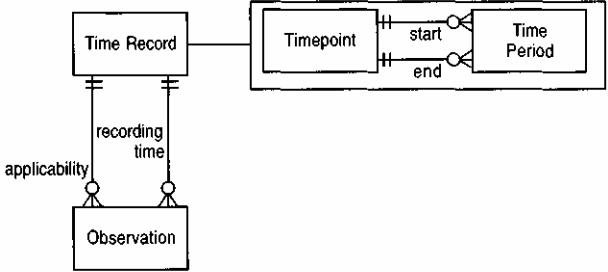 Time Record
Timepoint
start
end
Time
Period
recording
time
applicability
Observation